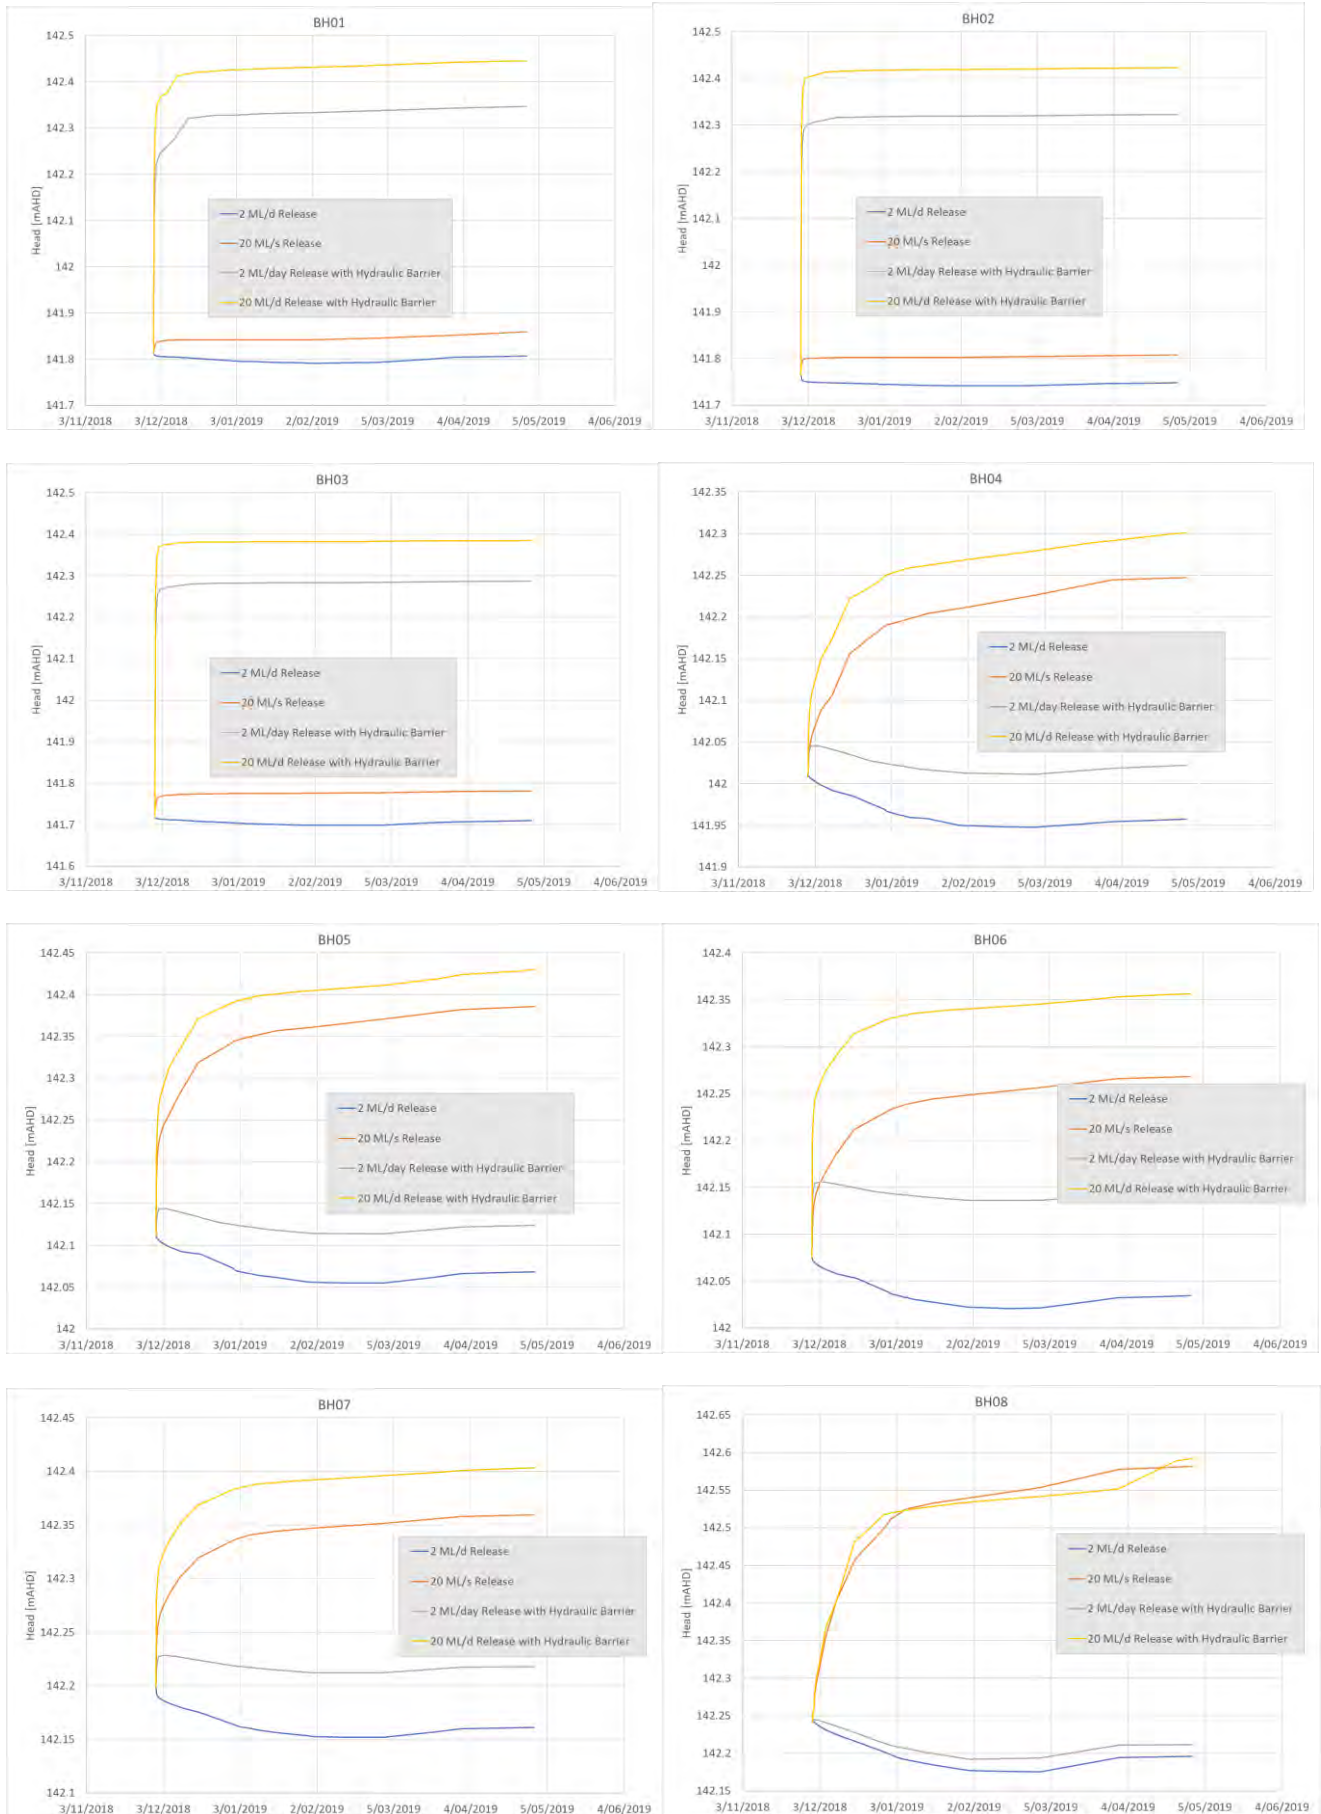 BH01
142.5
142.4
142.3
142.2
142.1
142
141.9
141.8
141.7
Head [mAHD]
2 ML/d Release
20 ML/s Release
2 ML/day Release with Hydraulic Barrier
20 ML/d Release with Hydraulic Barrier
3/11/2018 3/12/2018 3/01/2019 2/02/2019 5/03/2019 4/04/2019 5/05/2019 4/06/2019
BH02
142.5
142.4
142.3
142.2
142.1
142
141.9
141.8
141.7
Head [mAHD]
2 ML/d Release
20 ML/s Release
2 ML/day Release with Hydraulic Barrier
20 ML/d Release with Hydraulic Barrier
3/11/2018 3/12/2018 3/01/2019 2/02/2019 5/03/2019 4/04/2019 5/05/2019 4/06/2019
BH03
142.5
142.4
142.3
142.2
142.1
142
141.9
141.8
141.7
141.6
Head [mAHD]
2 ML/d Release
20 ML/s Release
2 ML/day Release with Hydraulic Barrier
20 ML/d Release with Hydraulic Barrier
3/11/2018 3/12/2018 3/01/2019 2/02/2019 5/03/2019 4/04/2019 5/05/2019 4/06/2019
BH04
142.35
142.3
142.25
142.2
142.15
142.1
142.05
142
141.95
141.9
Head [mAHD]
2 ML/d Release
20 ML/s Release
2 ML/day Release with Hydraulic Barrier
20 ML/d Release with Hydraulic Barrier
3/11/2018 3/12/2018 3/01/2019 2/02/2019 5/03/2019 4/04/2019 5/05/2019 4/06/2019
BH05
142.45
142.4
142.35
142.3
142.25
142.2
142.15
142.1
142.05
142
Head [mAHD]
2 ML/d Release
20 ML/s Release
2 ML/day Release with Hydraulic Barrier
20 ML/d Release with Hydraulic Barrier
3/11/2018 3/12/2018 3/01/2019 2/02/2019 5/03/2019 4/04/2019 5/05/2019 4/06/2019
BH06
142.4
142.35
142.3
142.25
142.2
142.15
142.1
142.05
142
Head [mAHD]
2 ML/d Release
20 ML/s Release
2 ML/day Release with Hydraulic Barrier
20 ML/d Release with Hydraulic Barrier
3/11/2018 3/12/2018 3/01/2019 2/02/2019 5/03/2019 4/04/2019 5/05/2019 4/06/2019
BH07
142.45
142.4
142.35
142.3
142.25
142.2
142.15
142.1
Head [mAHD]
2 ML/d Release
20 ML/s Release
2 ML/day Release with Hydraulic Barrier
20 ML/d Release with Hydraulic Barrier
3/11/2018 3/12/2018 3/01/2019 2/02/2019 5/03/2019 4/04/2019 5/05/2019 4/06/2019
BH08
142.65
142.6
142.55
142.5
142.45
142.4
142.35
142.3
142.25
142.2
142.15
Head [mAHD]
2 ML/d Release
20 ML/s Release
2 ML/day Release with Hydraulic Barrier
20 ML/d Release with Hydraulic Barrier
3/11/2018 3/12/2018 3/01/2019 2/02/2019 5/03/2019 4/04/2019 5/05/2019 4/06/2019